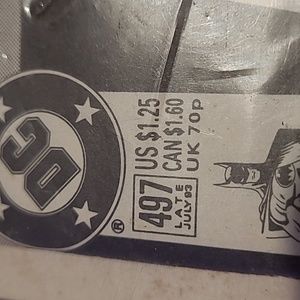 DC
®
US $1.25
CAN $1.60
UK 70p
497
LATE
JULY 93